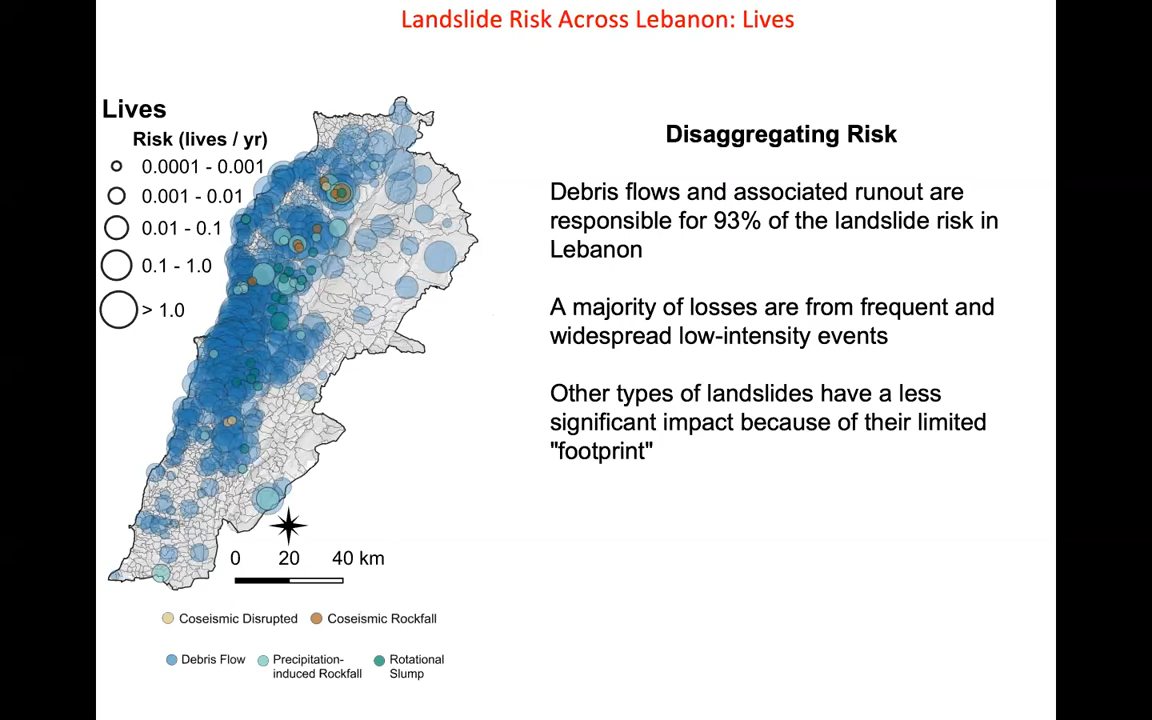 Landslide Risk Across Lebanon: Lives
Lives
Risk (lives / yr)
0.0001 - 0.001
0.001 - 0.01
0.01 - 0.1
0.1 - 1.0
> 1.0
0 20 40 km
Coseismic Disrupted
Coseismic Rockfall
Debris Flow
Precipitation-
induced Rockfall
Rotational
Slump
Disaggregating Risk
Debris flows and associated runout are
responsible for 93% of the landslide risk in
Lebanon
A majority of losses are from frequent and
widespread low-intensity events
Other types of landslides have a less
significant impact because of their limited
"footprint"